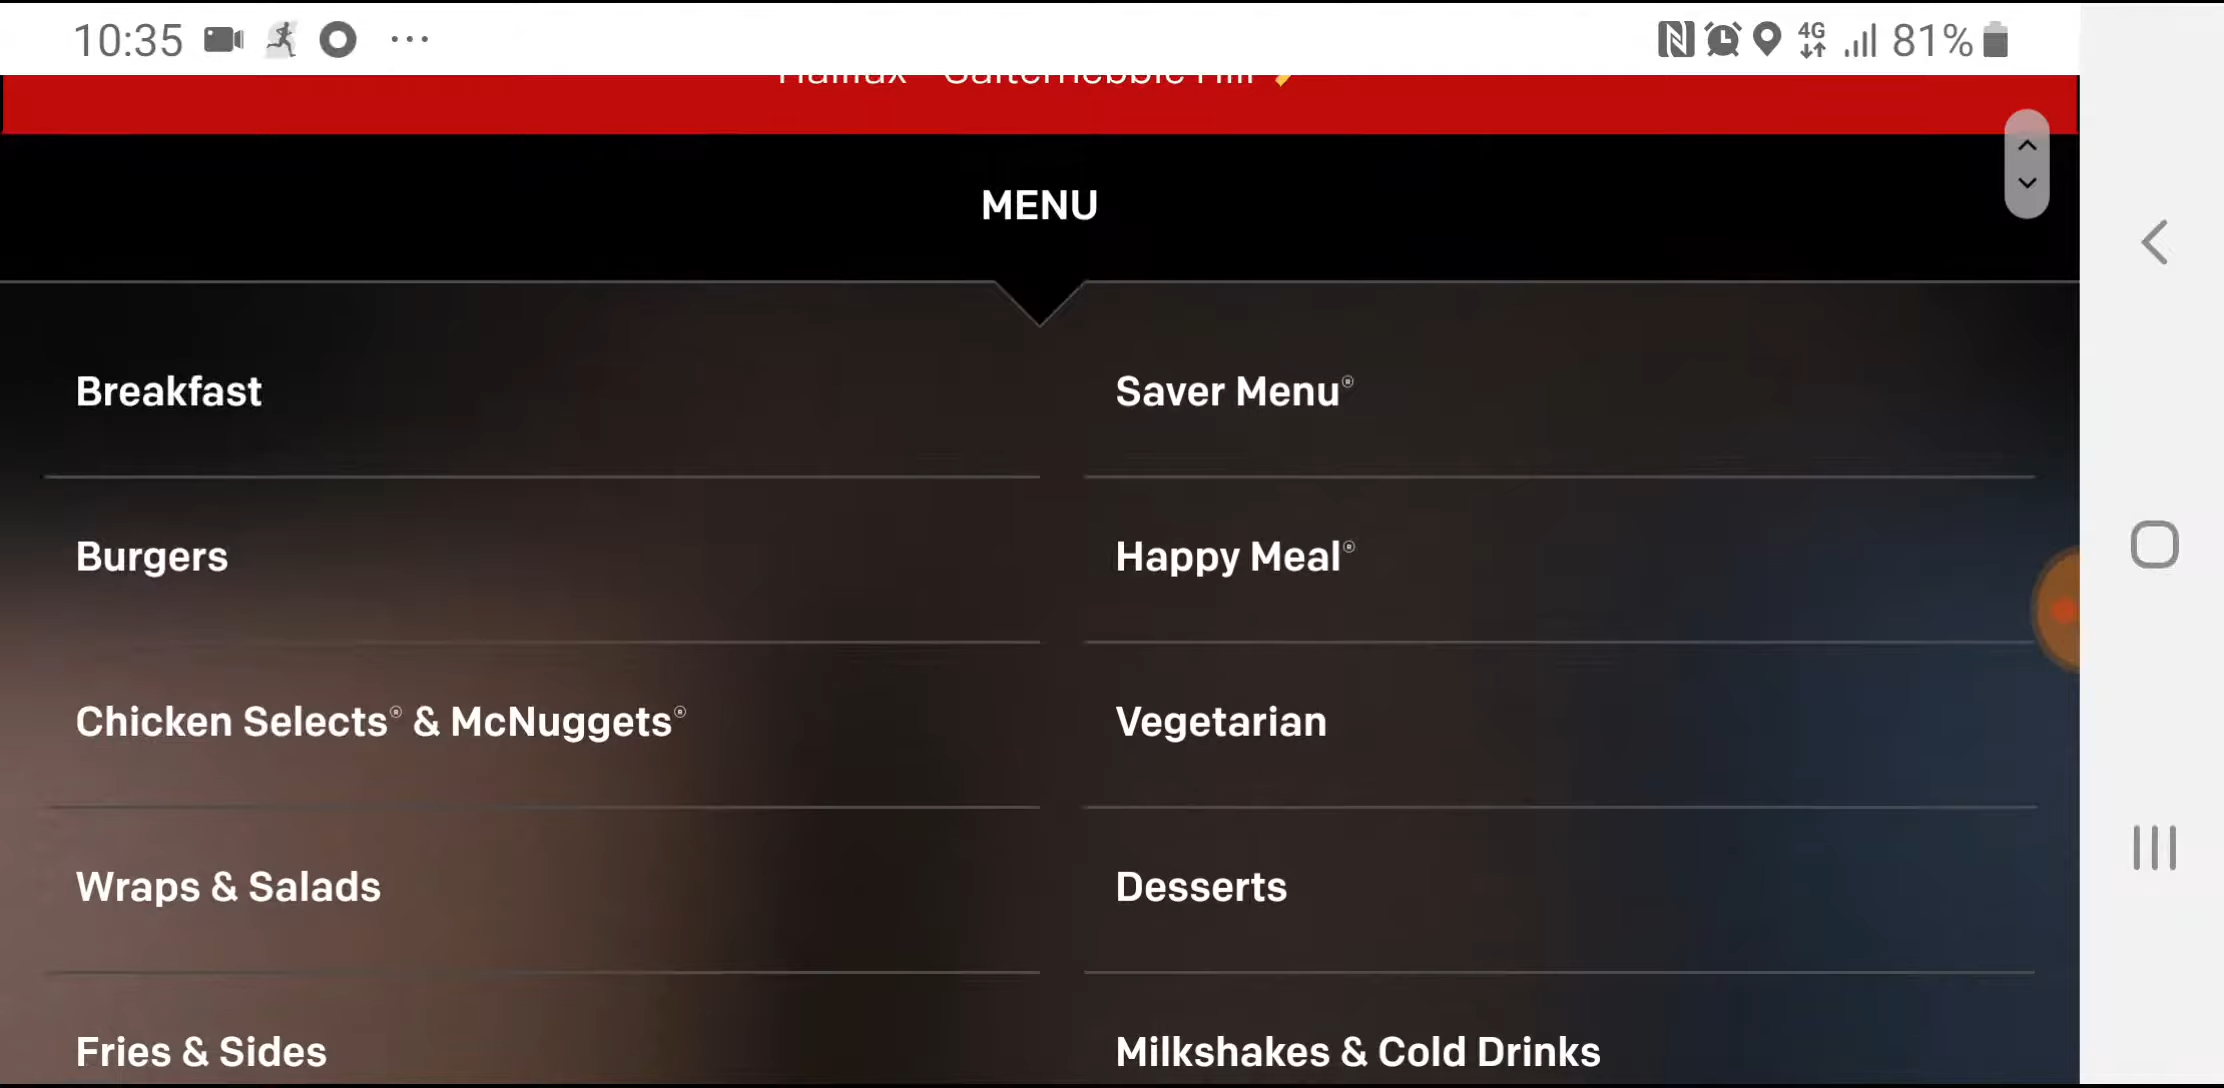 10:35
4G 81%
MENU
Breakfast
Saver Menu®
Burgers
Happy Meal®
Chicken Selects® & McNuggets®
Vegetarian
Wraps & Salads
Desserts
Fries & Sides
Milkshakes & Cold Drinks